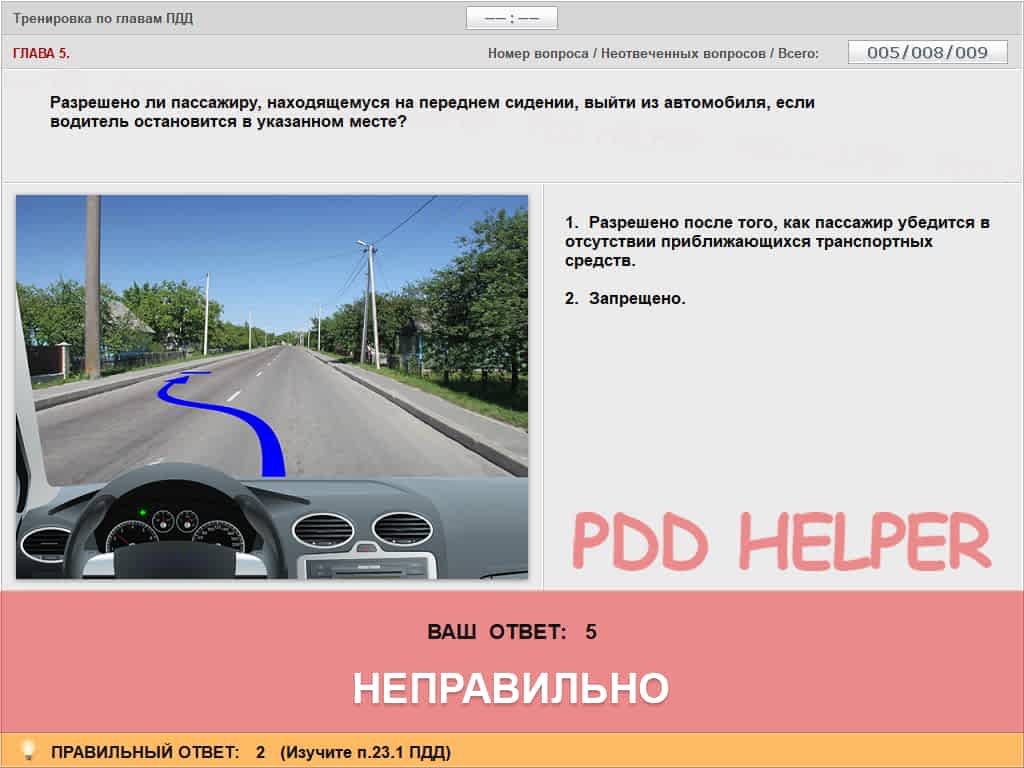 Тренировка по главам ПДД
—— : ——
ГЛАВА 5.
Номер вопроса / Неотвеченных вопросов / Всего:
005/008/009
Разрешено ли пассажиру, находящемуся на переднем сидении, выйти из автомобиля, если
водитель остановится в указанном месте?
1. Разрешено после того, как пассажир убедится в
отсутствии приближающихся транспортных
средств.
2. Запрещено.
PDD HELPER
ВАШ ОТВЕТ: 5
НЕПРАВИЛЬНО
ПРАВИЛЬНЫЙ ОТВЕТ: 2 (Изучите п.23.1 ПДД)